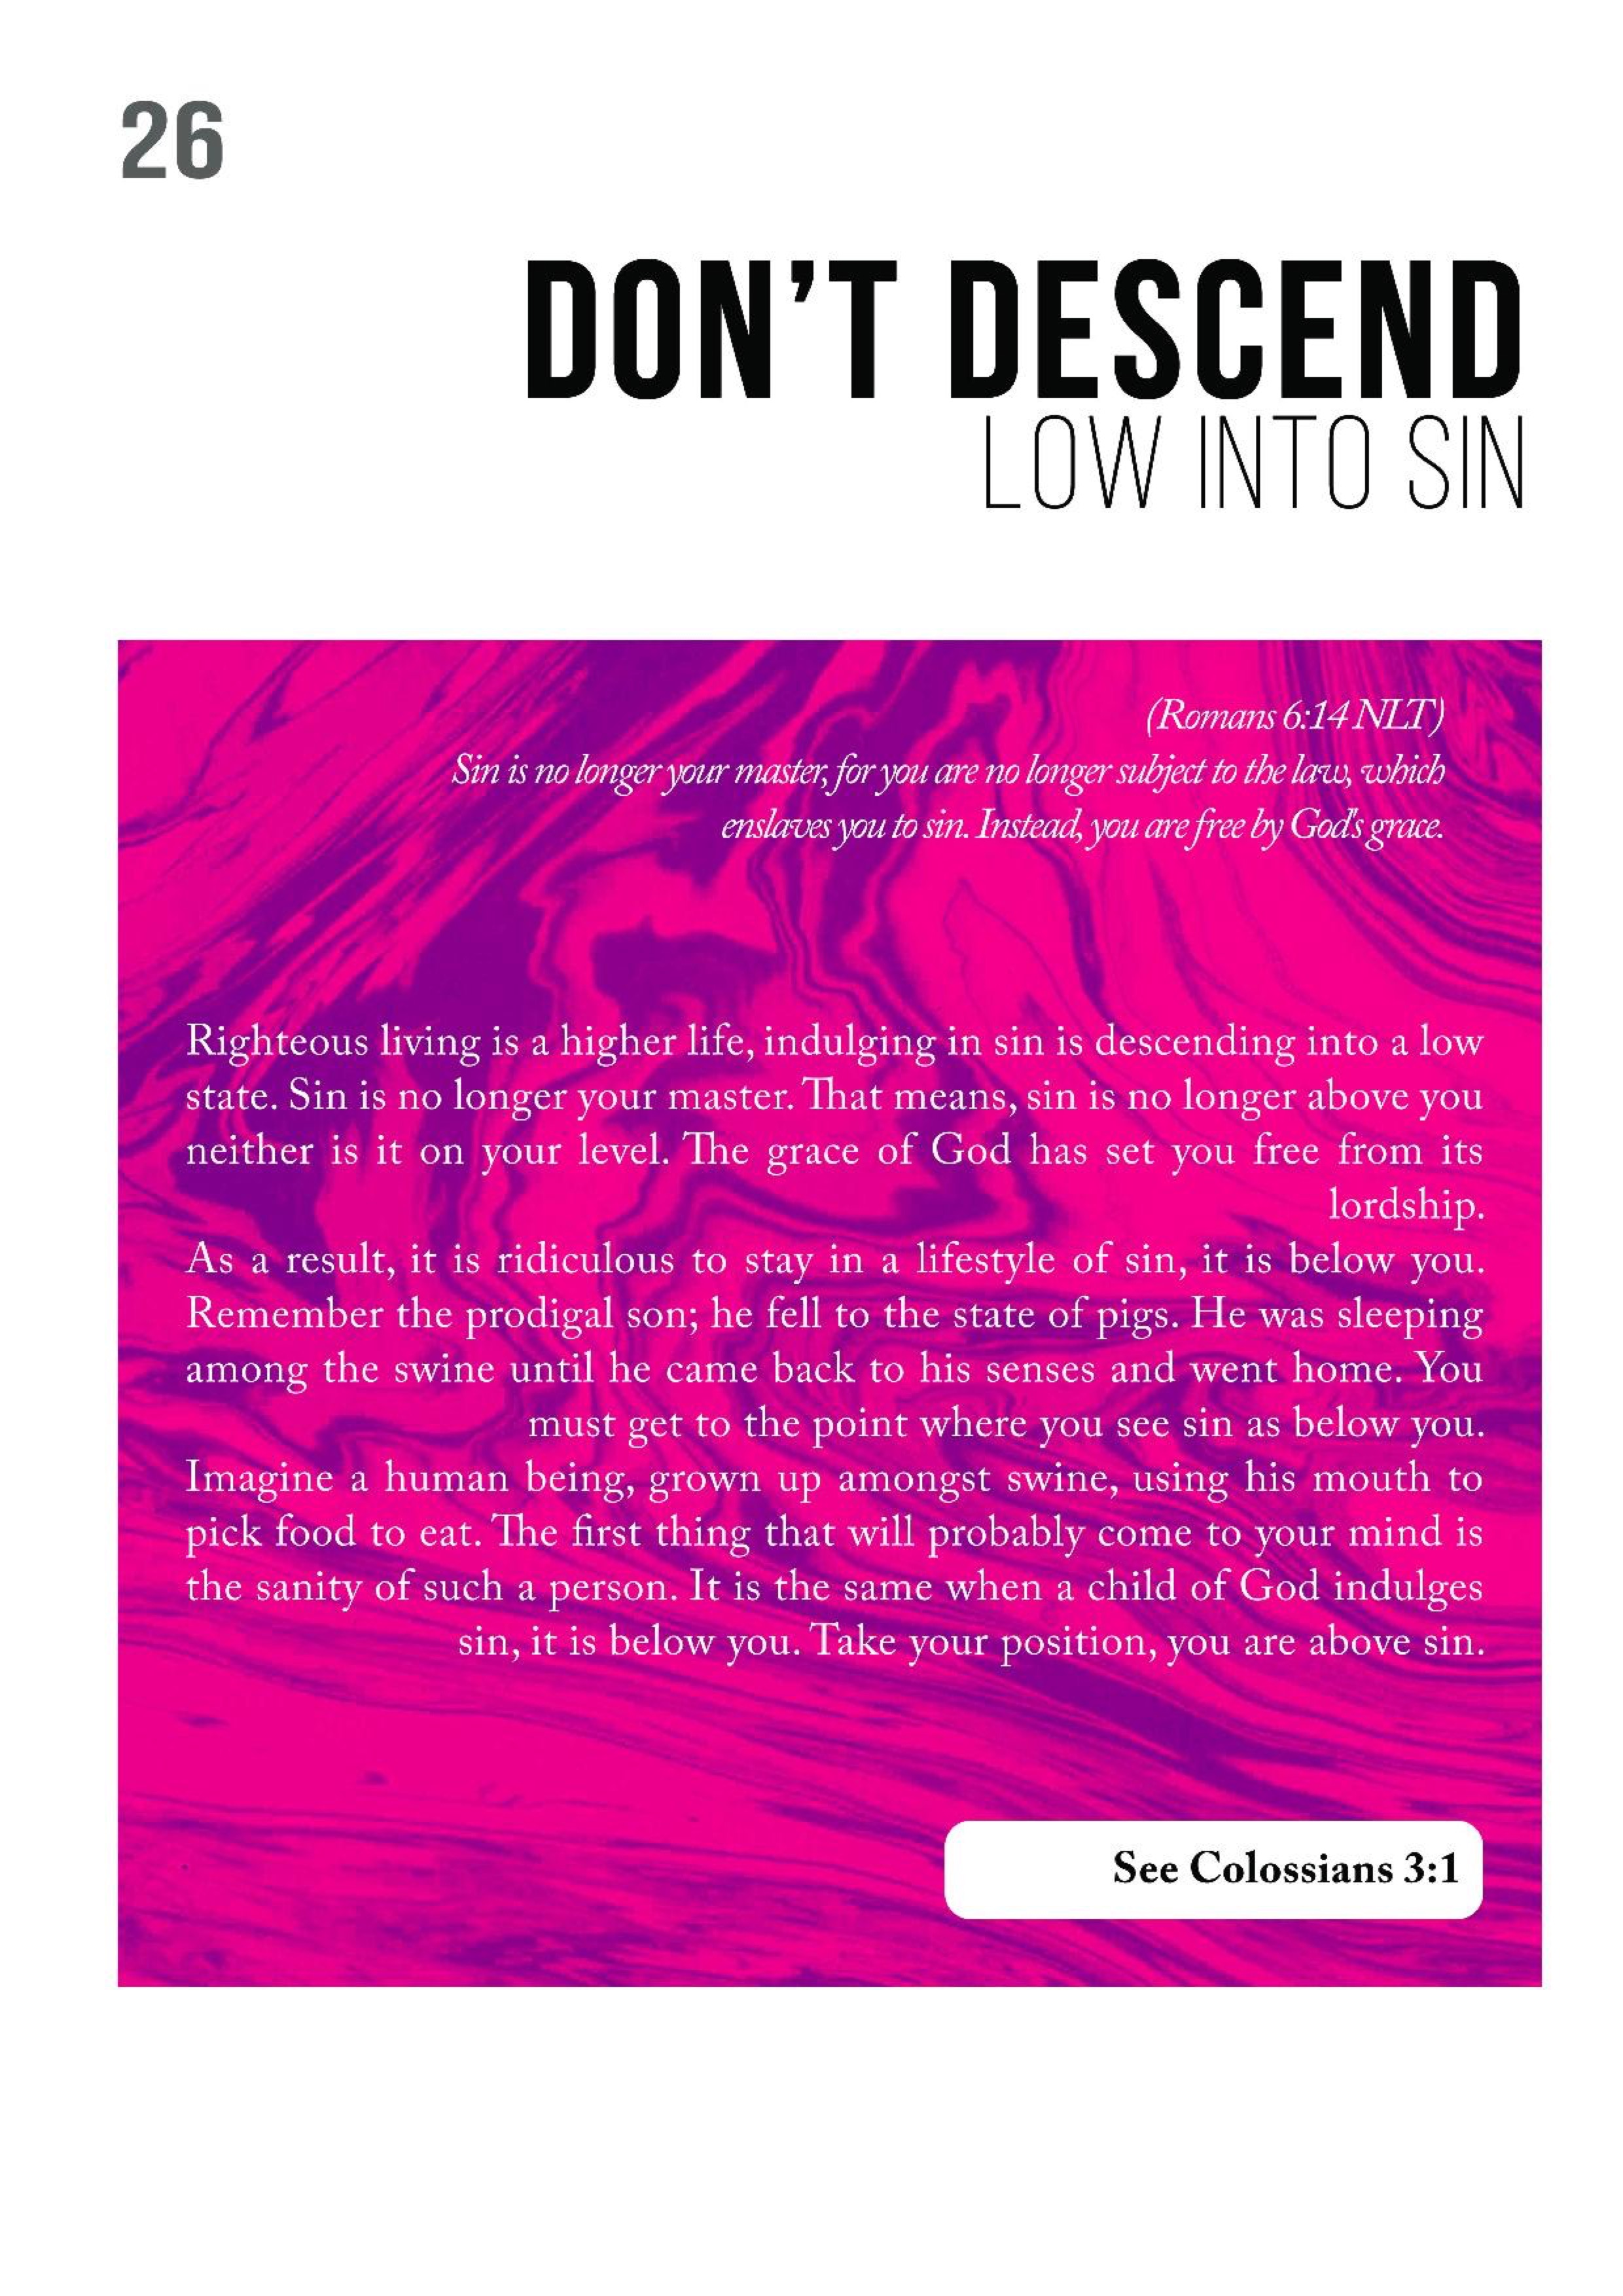 26
DON'T DESCEND
LOW INTO SIN
(Romans 6:14 NLT)
Sin is no longer your master, for you are no longer subject to the law, which
enslaves you to sin. Instead, you are free by God's grace.
Righteous living is a higher life, indulging in sin is descending into a low
state. Sin is no longer your master. That means, sin is no longer above you
neither is it on your level. The grace of God has set you free from its
lordship.
As a result, it is ridiculous to stay in a lifestyle of sin, it is below you.
Remember the prodigal son; he fell to the state of pigs. He was sleeping
among the swine until he came back to his senses and went home. You
must get to the point where you see sin as below you.
Imagine a human being, grown up amongst swine, using his mouth to
pick food to eat. The first thing that will probably come to your mind is
the sanity of such a person. It is the same when a child of God indulges
sin, it is below you. Take your position, you are above sin.
See Colossians 3:1